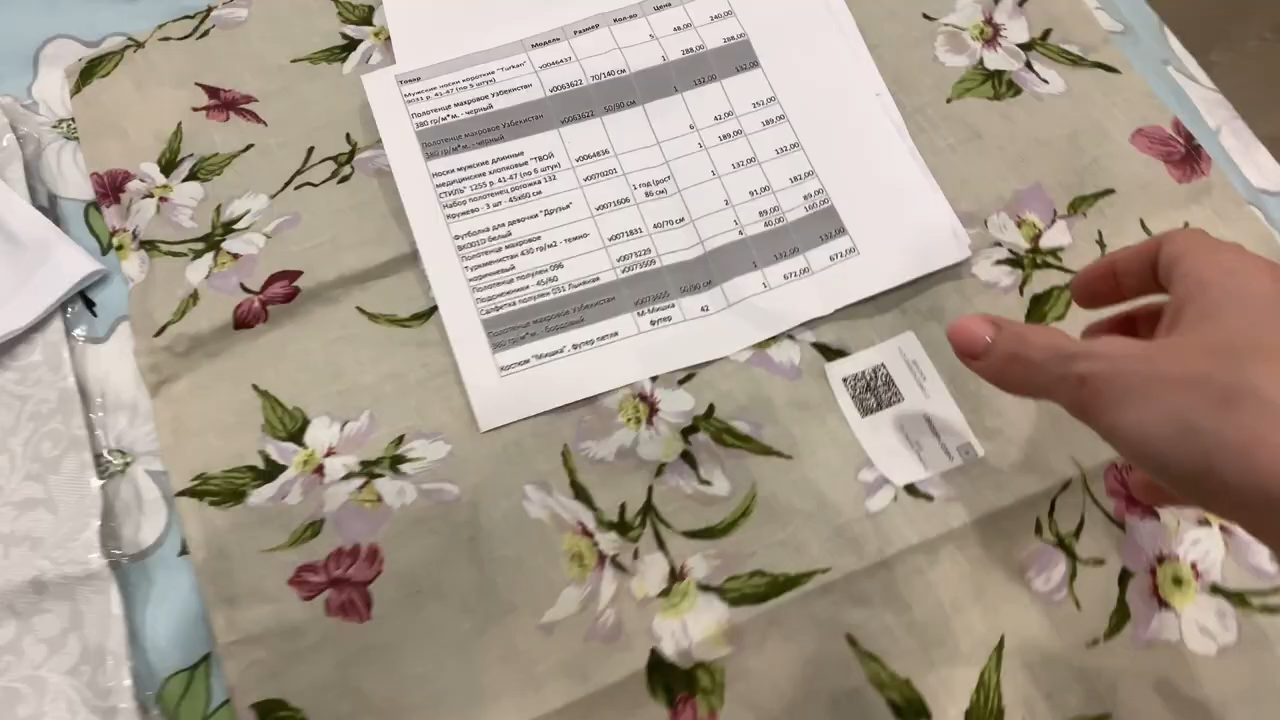 Товар Модель Размер Кол-во Цена
Мужские носки короткие "Turkan" v0046437 5 48,00 240,00
9031 р. 41-47 (по 5 штук)
Полотенце махровое Узбекистан v0063622 70/140 см 1 288,00 288,00
380 гр/м*м. - черный
Полотенце махровое Узбекистан v0063622 50/90 см 1 132,00 132,00
380 гр/м*м. - черный
Носки мужские длинные v0064836 6 42,00 252,00
медицинские хлопковые "ТВОЙ
СТИЛЬ" 1255 р. 41-47 (по 6 штук)
Набор полотенец рогожка 132 v0070201 1 189,00 189,00
Кружево - 3 шт - 45х60 см
Футболка для девочки "Друзья" v0071606 1 год (рост 1 132,00 132,00
BK001D белый 86 см)
Полотенце махровое v0071831 40/70 см 2 91,00 182,00
Туркменистан 430 гр/м2 - темно-
коричневый
Полотенце полулен 096 v0073229 1 89,00 89,00
Подснежники - 45/60
Салфетка полулен 031 Льняная v0073509 4 40,00 160,00
Полотенце махровое Узбекистан v0073655 50/90 см 1 132,00 132,00
380 гр/м*м. - бордовый
Костюм "Мишка", футер петля М-Мишка 42 1 672,00 672,00
футер